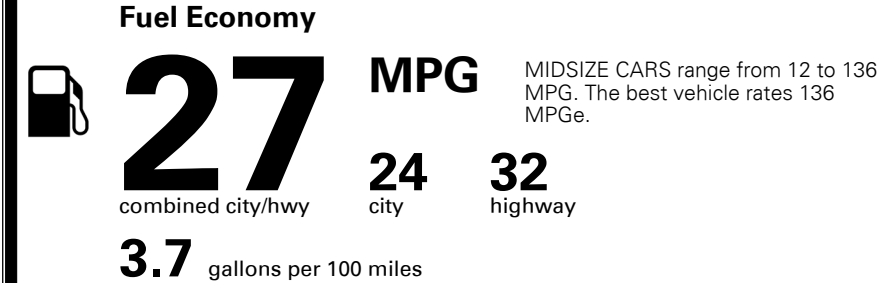 Fuel Economy
27 MPG
MIDSIZE CARS range from 12 to 136
MPG. The best vehicle rates 136
MPGe.
combined city/hwy
24
city
32
highway
3.7 gallons per 100 miles